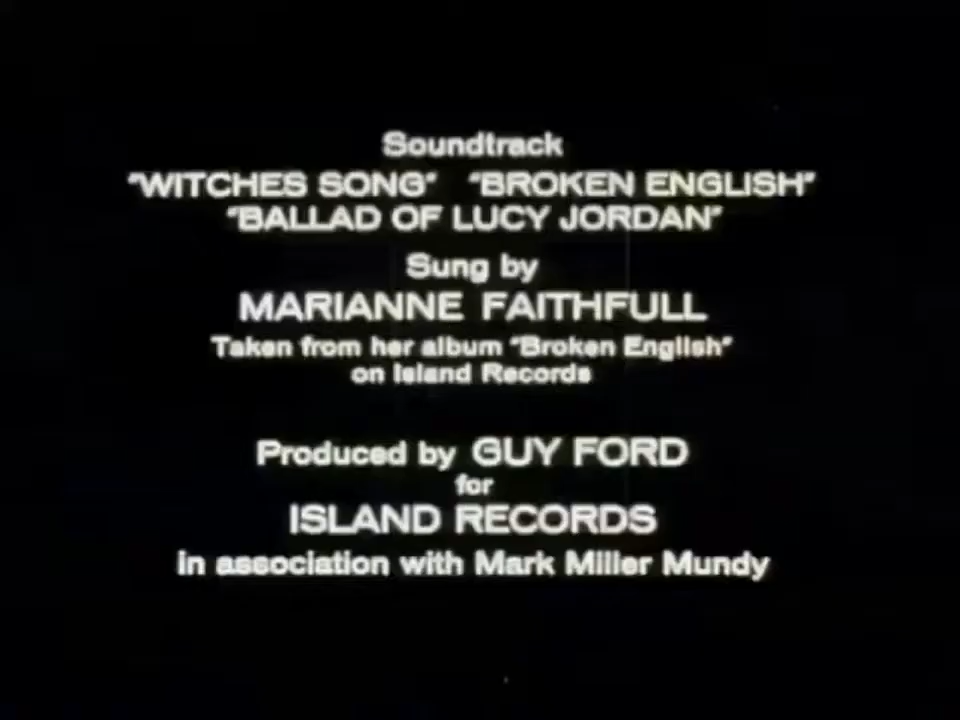 Soundtrack
"WITCHES SONG" "BROKEN ENGLISH"
"BALLAD OF LUCY JORDAN"
Sung by
MARIANNE FAITHFULL
Taken from her album "Broken English"
on Island Records
Produced by GUY FORD
for
ISLAND RECORDS
in association with Mark Miller Mundy